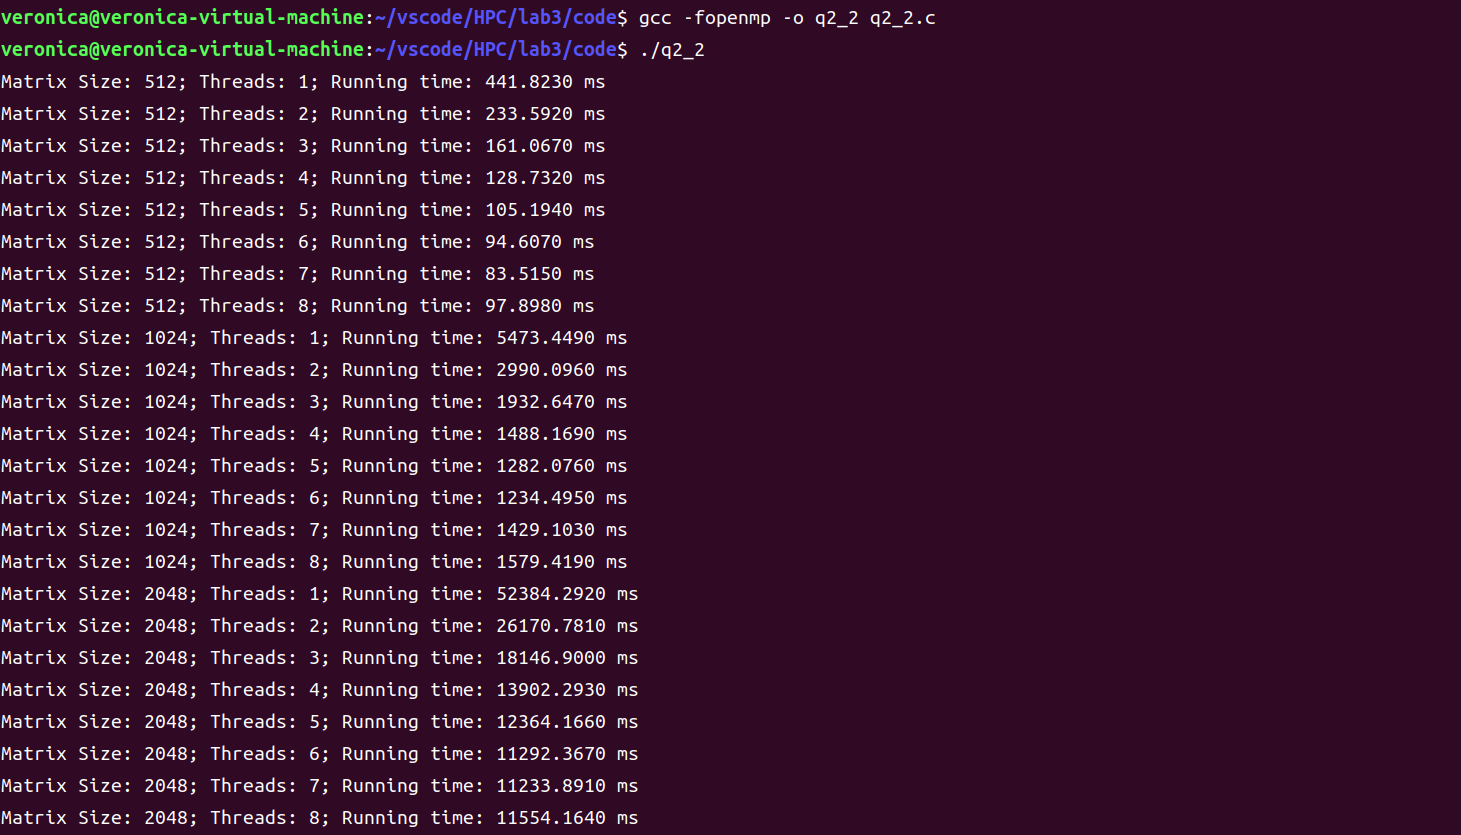 veronica@veronica-virtual-machine:~/vscode/HPC/lab3/code$ gcc -fopenmp -o q2_2 q2_2.c
veronica@veronica-virtual-machine:~/vscode/HPC/lab3/code$ ./q2_2
Matrix Size: 512; Threads: 1; Running time: 441.8230 ms
Matrix Size: 512; Threads: 2; Running time: 233.5920 ms
Matrix Size: 512; Threads: 3; Running time: 161.0670 ms
Matrix Size: 512; Threads: 4; Running time: 128.7320 ms
Matrix Size: 512; Threads: 5; Running time: 105.1940 ms
Matrix Size: 512; Threads: 6; Running time: 94.6070 ms
Matrix Size: 512; Threads: 7; Running time: 83.5150 ms
Matrix Size: 512; Threads: 8; Running time: 97.8980 ms
Matrix Size: 1024; Threads: 1; Running time: 5473.4490 ms
Matrix Size: 1024; Threads: 2; Running time: 2990.0960 ms
Matrix Size: 1024; Threads: 3; Running time: 1932.6470 ms
Matrix Size: 1024; Threads: 4; Running time: 1488.1690 ms
Matrix Size: 1024; Threads: 5; Running time: 1282.0760 ms
Matrix Size: 1024; Threads: 6; Running time: 1234.4950 ms
Matrix Size: 1024; Threads: 7; Running time: 1429.1030 ms
Matrix Size: 1024; Threads: 8; Running time: 1579.4190 ms
Matrix Size: 2048; Threads: 1; Running time: 52384.2920 ms
Matrix Size: 2048; Threads: 2; Running time: 26170.7810 ms
Matrix Size: 2048; Threads: 3; Running time: 18146.9000 ms
Matrix Size: 2048; Threads: 4; Running time: 13902.2930 ms
Matrix Size: 2048; Threads: 5; Running time: 12364.1660 ms
Matrix Size: 2048; Threads: 6; Running time: 11292.3670 ms
Matrix Size: 2048; Threads: 7; Running time: 11233.8910 ms
Matrix Size: 2048; Threads: 8; Running time: 11554.1640 ms